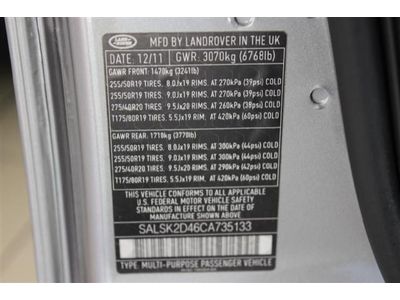 LAND ROVER
MFD. BY LANDROVER IN THE UK
DATE: 12/11 GWR: 3070kg (6768lb)
GAWR FRONT: 1470kg (3241lb)
255/50R19 TIRES, 8.0Jx19 RIMS, AT 270kPa (39psi) COLD
255/50R19 TIRES, 9.0Jx19 RIMS, AT 270kPa (39psi) COLD
275/40R20 TIRES, 9.5Jx20 RIMS, AT 260kPa (38psi) COLD
T175/80R19 TIRES, 5.5Jx19 RIM, AT 420kPa (60psi) COLD
GAWR REAR: 1710kg (3770lb)
255/50R19 TIRES, 8.0Jx19 RIMS, AT 300kPa (44psi) COLD
255/50R19 TIRES, 9.0Jx19 RIMS, AT 300kPa (44psi) COLD
275/40R20 TIRES, 9.5Jx20 RIMS, AT 290kPa (42psi) COLD
T175/80R19 TIRES, 5.5Jx19 RIM, AT 420kPa (60psi) COLD
THIS VEHICLE CONFORMS TO ALL APPLICABLE
U.S. FEDERAL MOTOR VEHICLE SAFETY
STANDARDS IN EFFECT ON THE DATE
OF MANUFACTURE SHOWN ABOVE.
SALSK2D46CA735133
TYPE: MULTI-PURPOSE PASSENGER VEHICLE